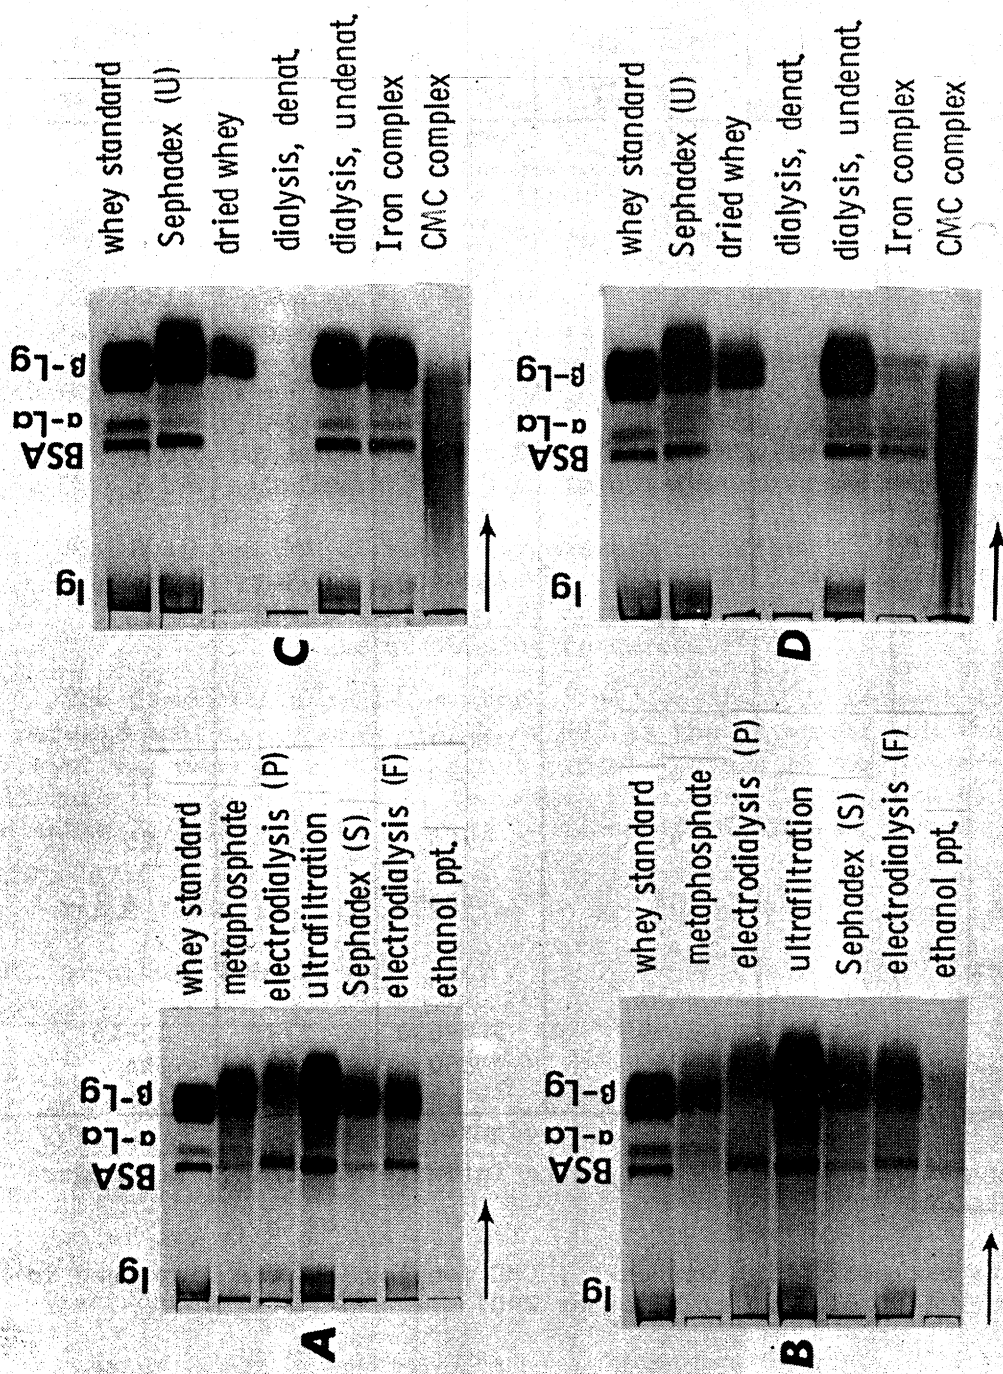 whey standard
Sephadex (U)
dried whey
dialysis, denat.
dialysis, undenat.
Iron complex
CMC complex
β-Lg
α-La
BSA
Ig
C
whey standard
Sephadex (U)
dried whey
dialysis, denat.
dialysis, undenat.
Iron complex
CMC complex
β-Lg
α-La
BSA
Ig
D
whey standard
metaphosphate
electrodialysis (P)
ultrafiltration
Sephadex (S)
electrodialysis (F)
ethanol ppt.
β-Lg
α-La
BSA
Ig
A
whey standard
metaphosphate
electrodialysis (P)
ultrafiltration
Sephadex (S)
electrodialysis (F)
ethanol ppt.
β-Lg
α-La
BSA
Ig
B